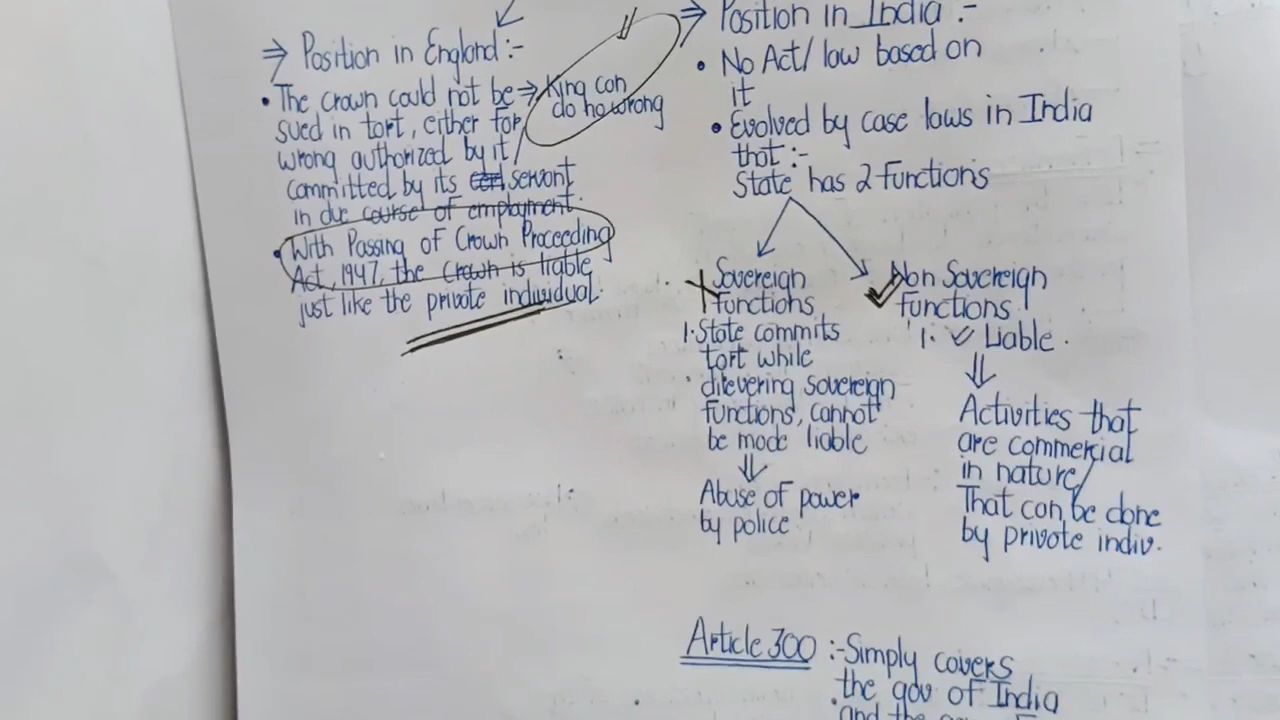 ⇒ Position in England :-
• The crown could not be ⇒ King can
do no wrong
sued in tort, either for
wrong authorized by it /
committed by its servant
in due course of employment.
• With Passing of Crown Proceeding
Act, 1947, the Crown is liable
just like the private individual.
⇒ Position in India :-
• No Act / law based on
it
• Evolved by case laws in India
that :-
State has 2 Functions
Sovereign
functions
1. State commits
tort while
dilevering sovereign
functions, cannot
be made liable
⇓
Abuse of power
by police
Non Sovereign
functions
1. ✓ Liable.
⇓
Activities that
are commercial
in nature /
That can be done
by private indiv.
Article 300 :- Simply covers
the gov of India
and the